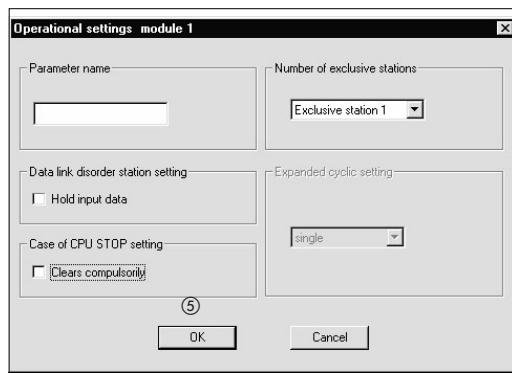 Operational settings module 1
Parameter name
Number of exclusive stations
Exclusive station 1
Data link disorder station setting
Hold input data
Expanded cyclic setting
single
Case of CPU STOP setting
Clears compulsorily
⑤
OK
Cancel